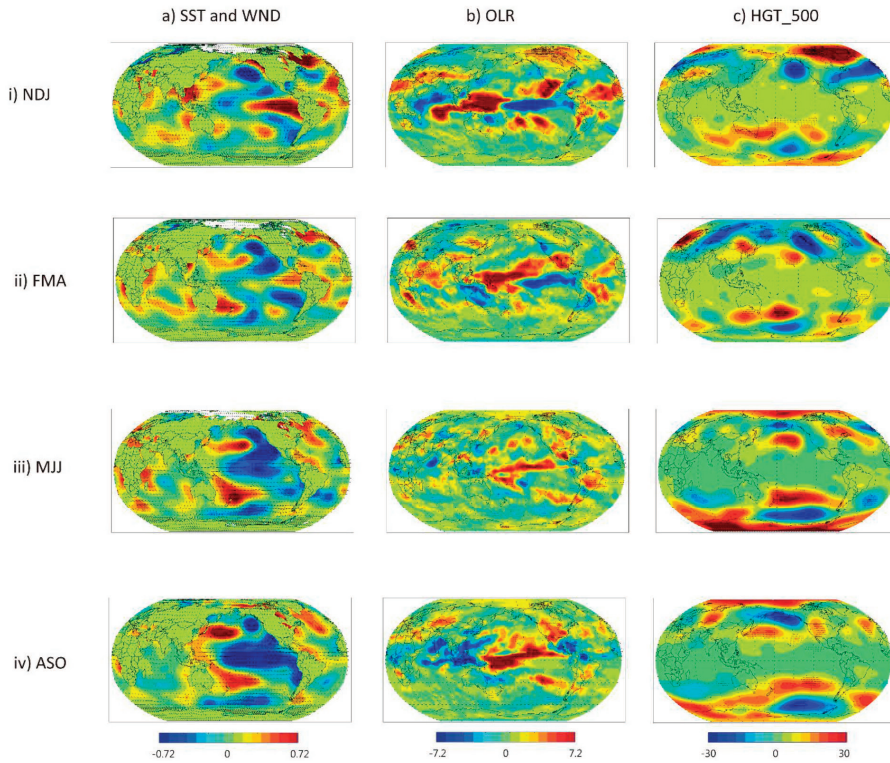 a) SST and WND b) OLR c) HGT_500
i) NDJ
ii) FMA
iii) MJJ
iv) ASO
-0.72 0 0.72 -7.2 0 7.2 -30 0 30